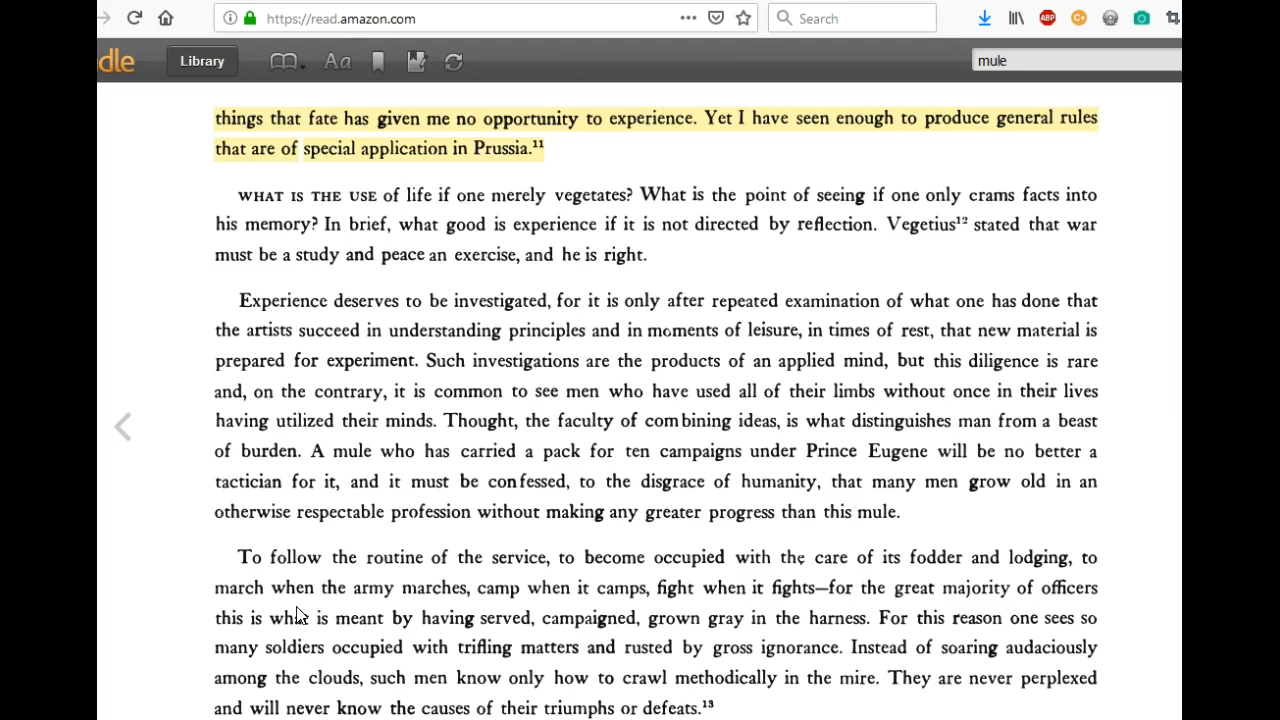 https://read.amazon.com
Search
ABP
C+
dle
Library
Aa
mule
things that fate has given me no opportunity to experience. Yet I have seen enough to produce general rules
that are of special application in Prussia.¹¹
WHAT IS THE USE of life if one merely vegetates? What is the point of seeing if one only crams facts into
his memory? In brief, what good is experience if it is not directed by reflection. Vegetius¹² stated that war
must be a study and peace an exercise, and he is right.
Experience deserves to be investigated, for it is only after repeated examination of what one has done that
the artists succeed in understanding principles and in moments of leisure, in times of rest, that new material is
prepared for experiment. Such investigations are the products of an applied mind, but this diligence is rare
and, on the contrary, it is common to see men who have used all of their limbs without once in their lives
having utilized their minds. Thought, the faculty of combining ideas, is what distinguishes man from a beast
of burden. A mule who has carried a pack for ten campaigns under Prince Eugene will be no better a
tactician for it, and it must be confessed, to the disgrace of humanity, that many men grow old in an
otherwise respectable profession without making any greater progress than this mule.
To follow the routine of the service, to become occupied with the care of its fodder and lodging, to
march when the army marches, camp when it camps, fight when it fights—for the great majority of officers
this is what is meant by having served, campaigned, grown gray in the harness. For this reason one sees so
many soldiers occupied with trifling matters and rusted by gross ignorance. Instead of soaring audaciously
among the clouds, such men know only how to crawl methodically in the mire. They are never perplexed
and will never know the causes of their triumphs or defeats.¹³